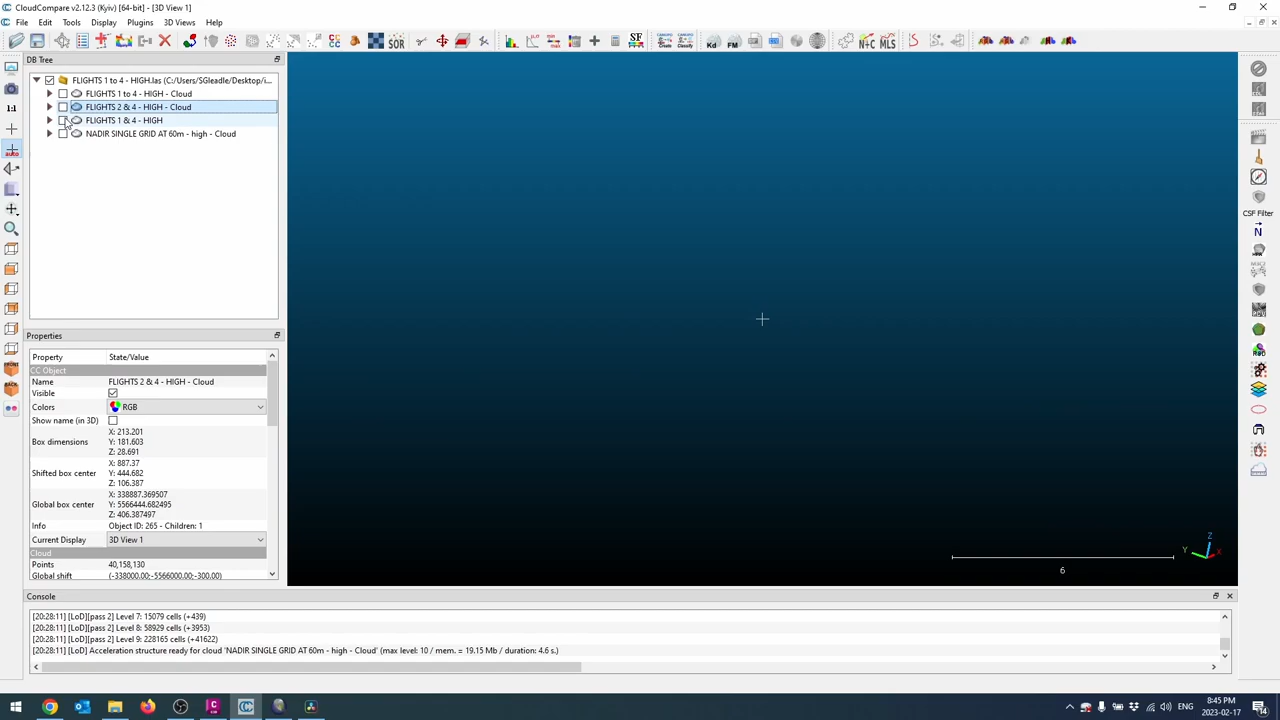 CloudCompare v2.12.3 (Kyiv) [64-bit] - [3D View 1]
File Edit Tools Display Plugins 3D Views Help
SOR SF Kd FM N+C MLS
DB Tree
FLIGHTS 1 to 4 - HIGH.las (C:/Users/SGleadle/Desktop/i...
FLIGHTS 1 to 4 - HIGH - Cloud
1:1
FLIGHTS 2 & 4 - HIGH - Cloud
FLIGHTS 1 & 4 - HIGH
NADIR SINGLE GRID AT 60m - high - Cloud
auto
CSF Filter
N
Properties
Property State/Value
CC Object
FRONT
Name FLIGHTS 2 & 4 - HIGH - Cloud
BACK
Visible
Colors RGB
Show name (in 3D)
Box dimensions
X: 213.201
Y: 181.603
Z: 28.691
Shifted box center
X: 887.37
Y: 444.682
Z: 106.387
Global box center
X: 338887.369507
Y: 5566444.682495
Z: 406.387497
Info Object ID: 265 - Children: 1
Current Display 3D View 1
Cloud
Points 40,158,130
Global shift (-338000.00;-5566000.00;-300.00)
Z
Y X
6
Console
[20:28:11] [LoD][pass 2] Level 7: 15079 cells (+439)
[20:28:11] [LoD][pass 2] Level 8: 58929 cells (+3953)
[20:28:11] [LoD][pass 2] Level 9: 228165 cells (+41622)
[20:28:11] [LoD] Acceleration structure ready for cloud 'NADIR SINGLE GRID AT 60m - high - Cloud' (max level: 10 / mem. = 19.15 Mb / duration: 4.6 s.)
ENG
8:45 PM
2023-02-17
14